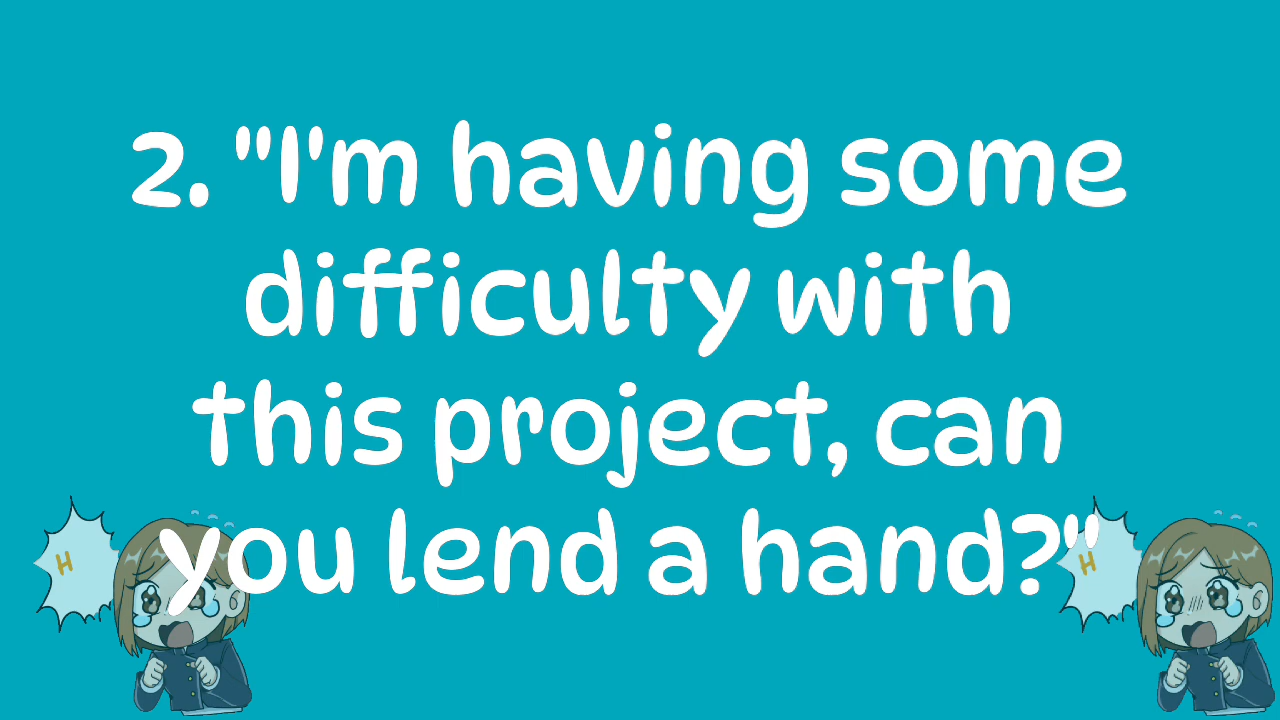 2. "I'm having some
difficulty with
this project, can
you lend a hand?"
H
H